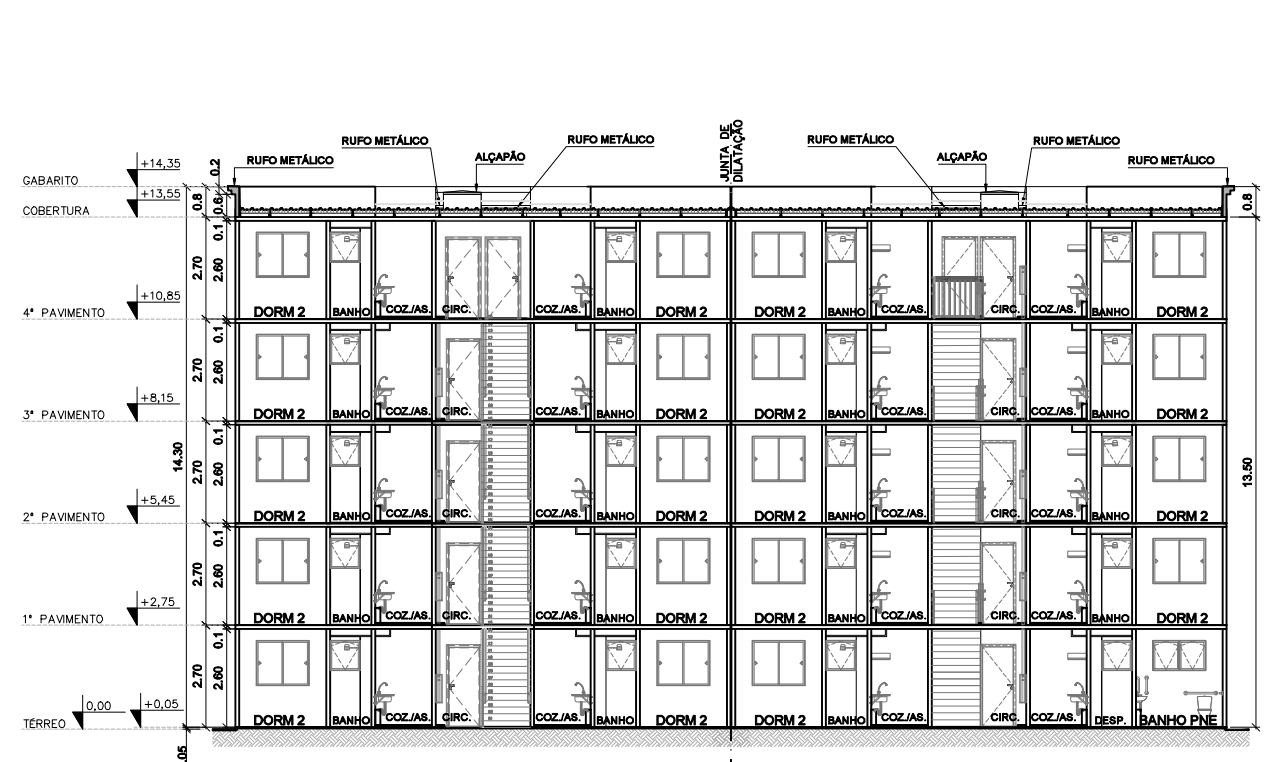 JUNTA DE
DILATAÇÃO
RUFO METÁLICO
RUFO METÁLICO
RUFO METÁLICO
RUFO METÁLICO
RUFO METÁLICO
ALÇAPÃO
ALÇAPÃO
RUFO METÁLICO
+14,35
0.2
GABARITO
+13,55
0.8
0.6
0.8
COBERTURA
0.1
2.70
2.60
+10,85
4° PAVIMENTO
DORM 2
BANHO
COZ./AS.
CIRC.
COZ./AS.
BANHO
DORM 2
DORM 2
BANHO
COZ./AS.
CIRC.
COZ./AS.
BANHO
DORM 2
0.1
2.70
2.60
+8,15
3° PAVIMENTO
DORM 2
BANHO
COZ./AS.
CIRC.
COZ./AS.
BANHO
DORM 2
DORM 2
BANHO
COZ./AS.
CIRC.
COZ./AS.
BANHO
DORM 2
14.30
13.50
0.1
2.70
2.60
+5,45
2° PAVIMENTO
DORM 2
BANHO
COZ./AS.
CIRC.
COZ./AS.
BANHO
DORM 2
DORM 2
BANHO
COZ./AS.
CIRC.
COZ./AS.
BANHO
DORM 2
0.1
2.70
2.60
+2,75
1° PAVIMENTO
DORM 2
BANHO
COZ./AS.
CIRC.
COZ./AS.
BANHO
DORM 2
DORM 2
BANHO
COZ./AS.
CIRC.
COZ./AS.
BANHO
DORM 2
0.1
2.70
2.60
0,00
+0,05
TÉRREO
DORM 2
BANHO
COZ./AS.
CIRC.
COZ./AS.
BANHO
DORM 2
DORM 2
BANHO
COZ./AS.
CIRC.
COZ./AS.
DESP.
BANHO PNE
.05